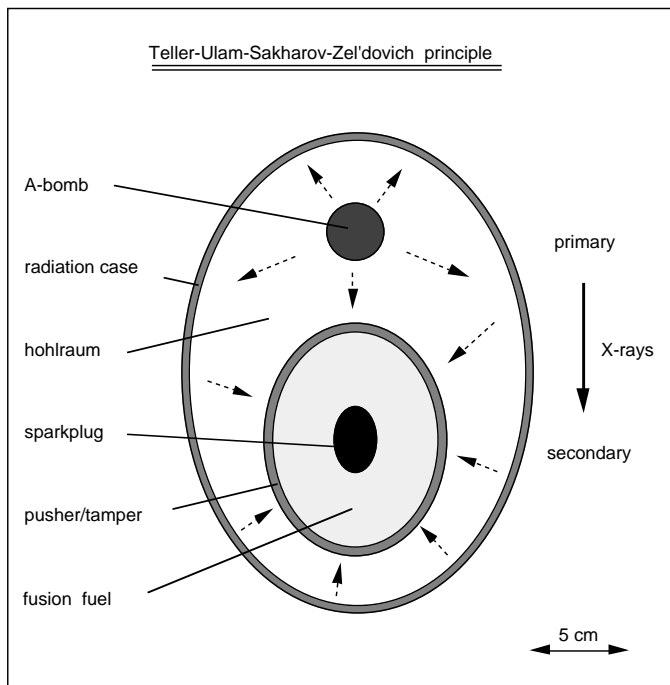 Teller-Ulam-Sakharov-Zel'dovich principle
A-bomb
radiation case
hohlraum
sparkplug
pusher/tamper
fusion fuel
primary
X-rays
secondary
5 cm